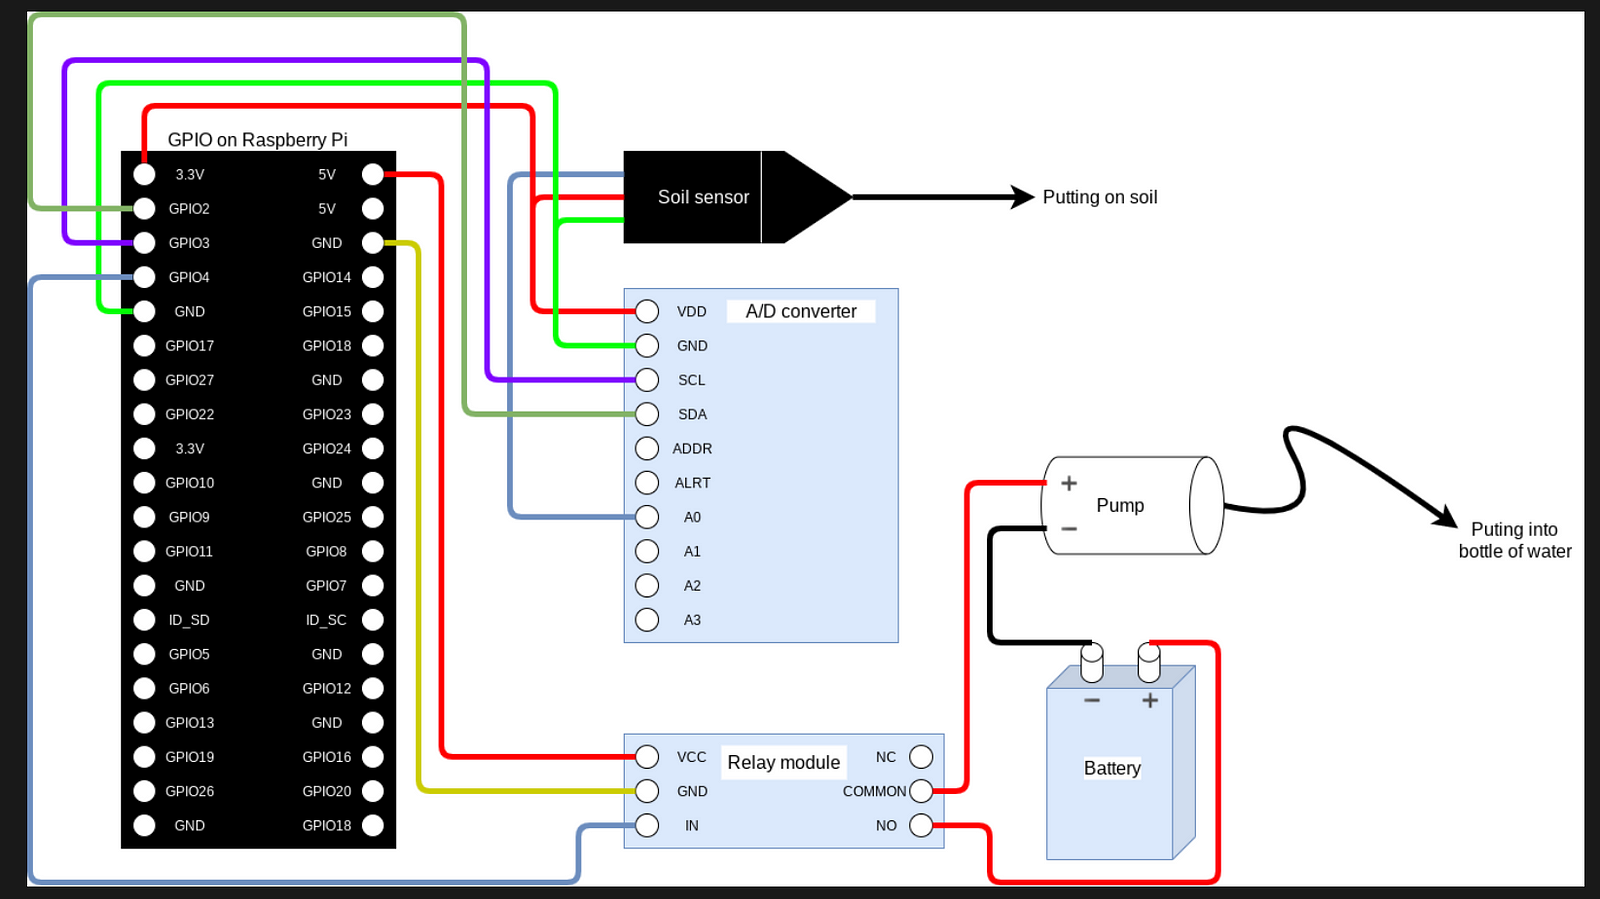 GPIO on Raspberry Pi
3.3V 5V
GPIO2 5V
GPIO3 GND
GPIO4 GPIO14
GND GPIO15
GPIO17 GPIO18
GPIO27 GND
GPIO22 GPIO23
3.3V GPIO24
GPIO10 GND
GPIO9 GPIO25
GPIO11 GPIO8
GND GPIO7
ID_SD ID_SC
GPIO5 GND
GPIO6 GPIO12
GPIO13 GND
GPIO19 GPIO16
GPIO26 GPIO20
GND GPIO18
Soil sensor
Putting on soil
VDD A/D converter
GND
SCL
SDA
ADDR
ALRT
A0
A1
A2
A3
+
Pump
−
Puting into
bottle of water
− +
Battery
VCC Relay module NC
GND COMMON
IN NO